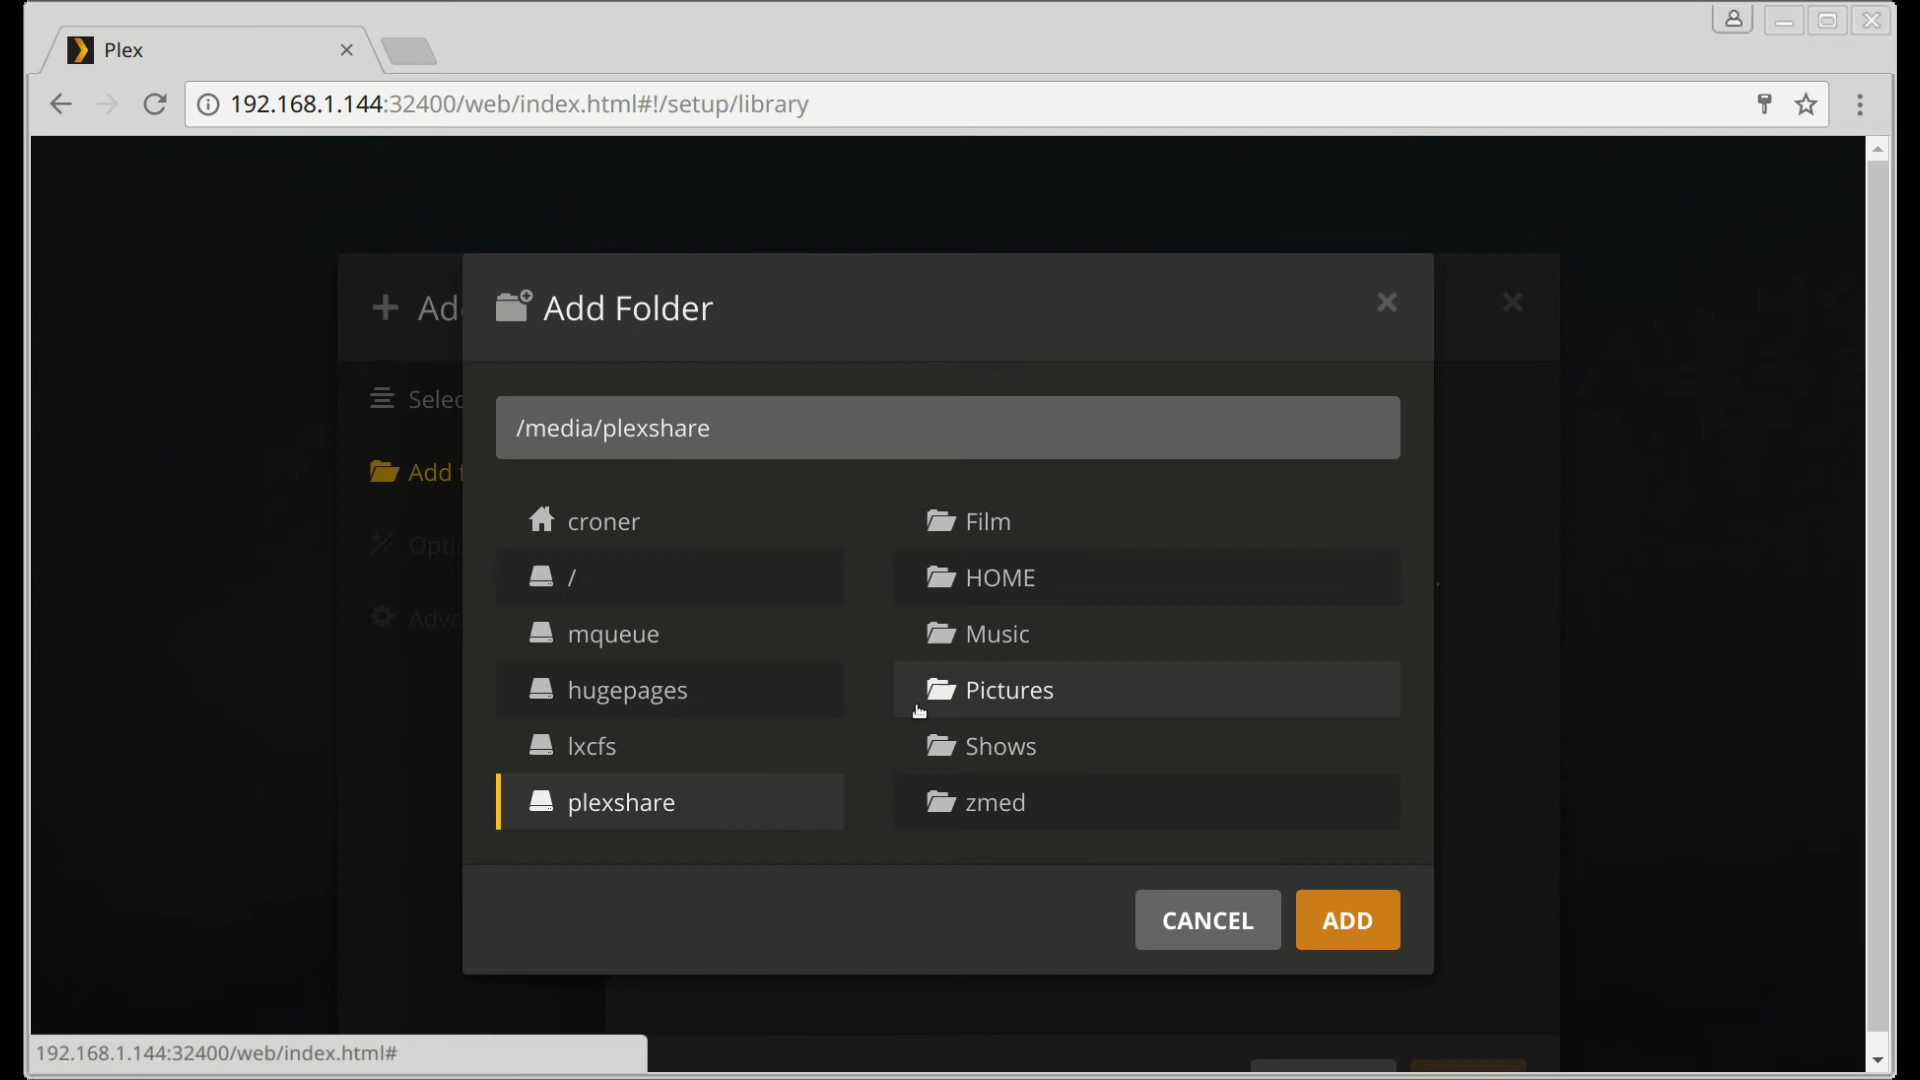 Plex
192.168.1.144:32400/web/index.html#!/setup/library
Add Folder
/media/plexshare
Selec
Add f
Optio
Adva
croner
/
mqueue
hugepages
lxcfs
plexshare
Film
HOME
Music
Pictures
Shows
zmed
CANCEL
ADD
192.168.1.144:32400/web/index.html#